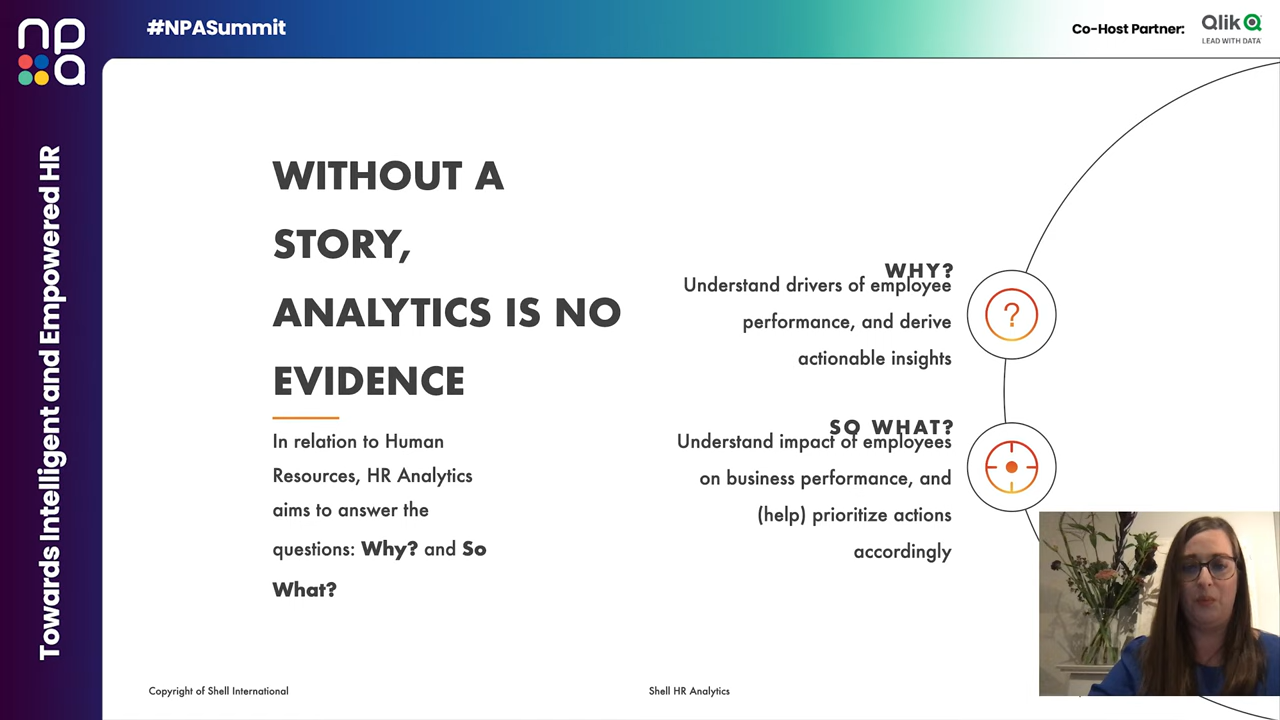 #NPASummit
Co-Host Partner:
Qlik
LEAD WITH DATA
npa
Towards Intelligent and Empowered HR
WITHOUT A
STORY,
ANALYTICS IS NO
EVIDENCE
In relation to Human
Resources, HR Analytics
aims to answer the
questions: Why? and So
What?
WHY?
Understand drivers of employee
performance, and derive
actionable insights
?
SO WHAT?
Understand impact of employees
on business performance, and
(help) prioritize actions
accordingly
Copyright of Shell International
Shell HR Analytics